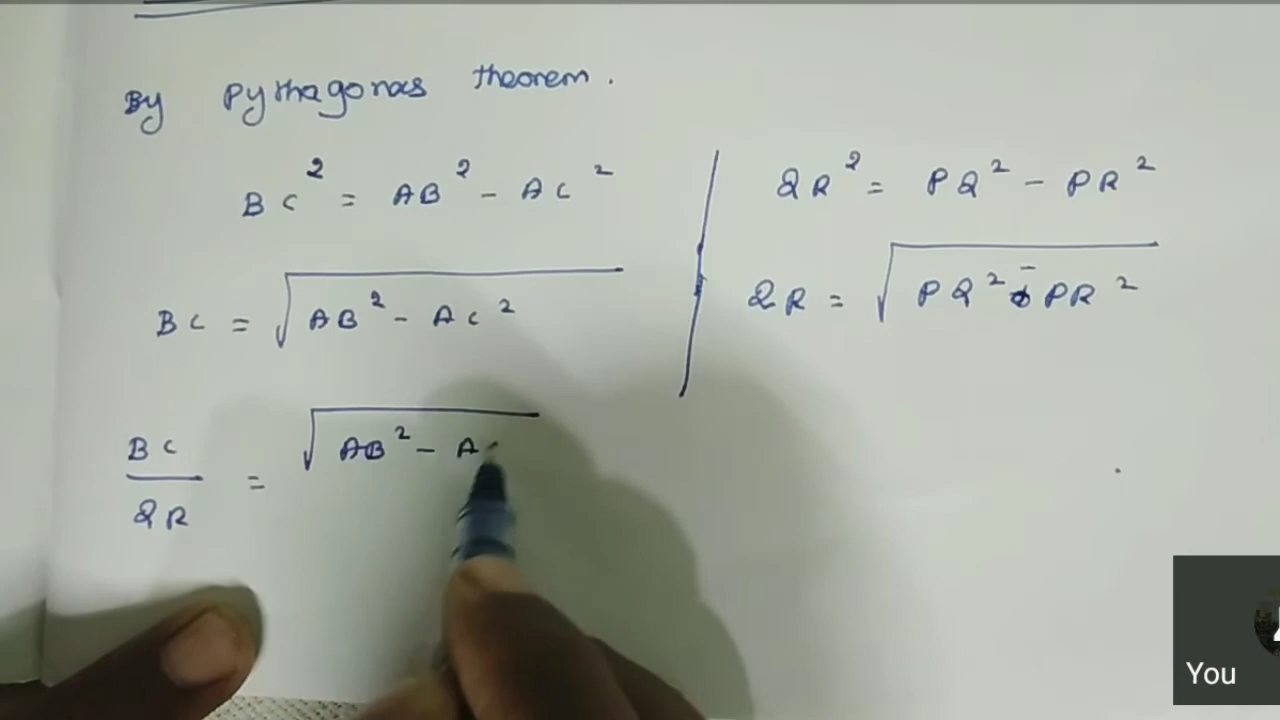 By Pythagoras theorem.
BC² = AB² - AC²
BC = √AB² - AC²
BC/QR = √AB² - A
QR² = PQ² - PR²
QR = √PQ² - PR²
You